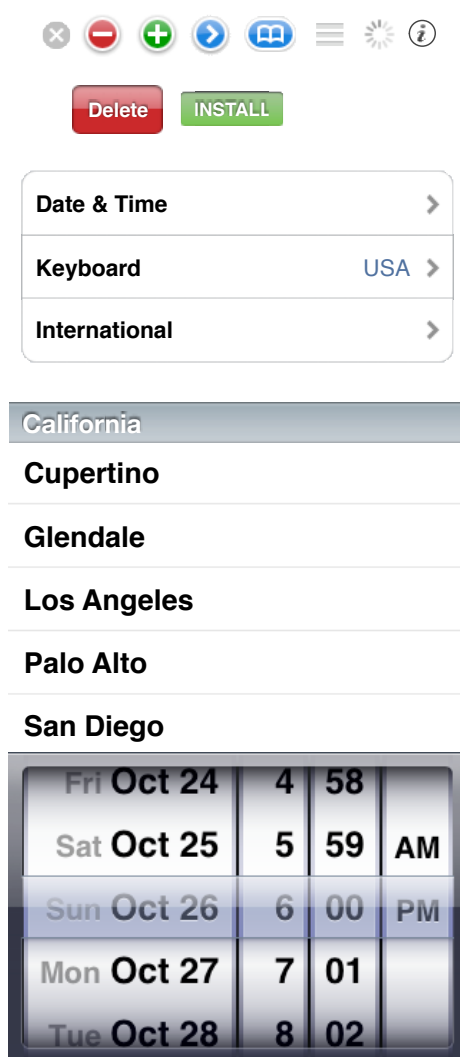 Delete INSTALL
Date & Time
Keyboard USA
International
California
Cupertino
Glendale
Los Angeles
Palo Alto
San Diego
Fri Oct 24 4 58
Sat Oct 25 5 59 AM
Sun Oct 26 6 00 PM
Mon Oct 27 7 01
Tue Oct 28 8 02